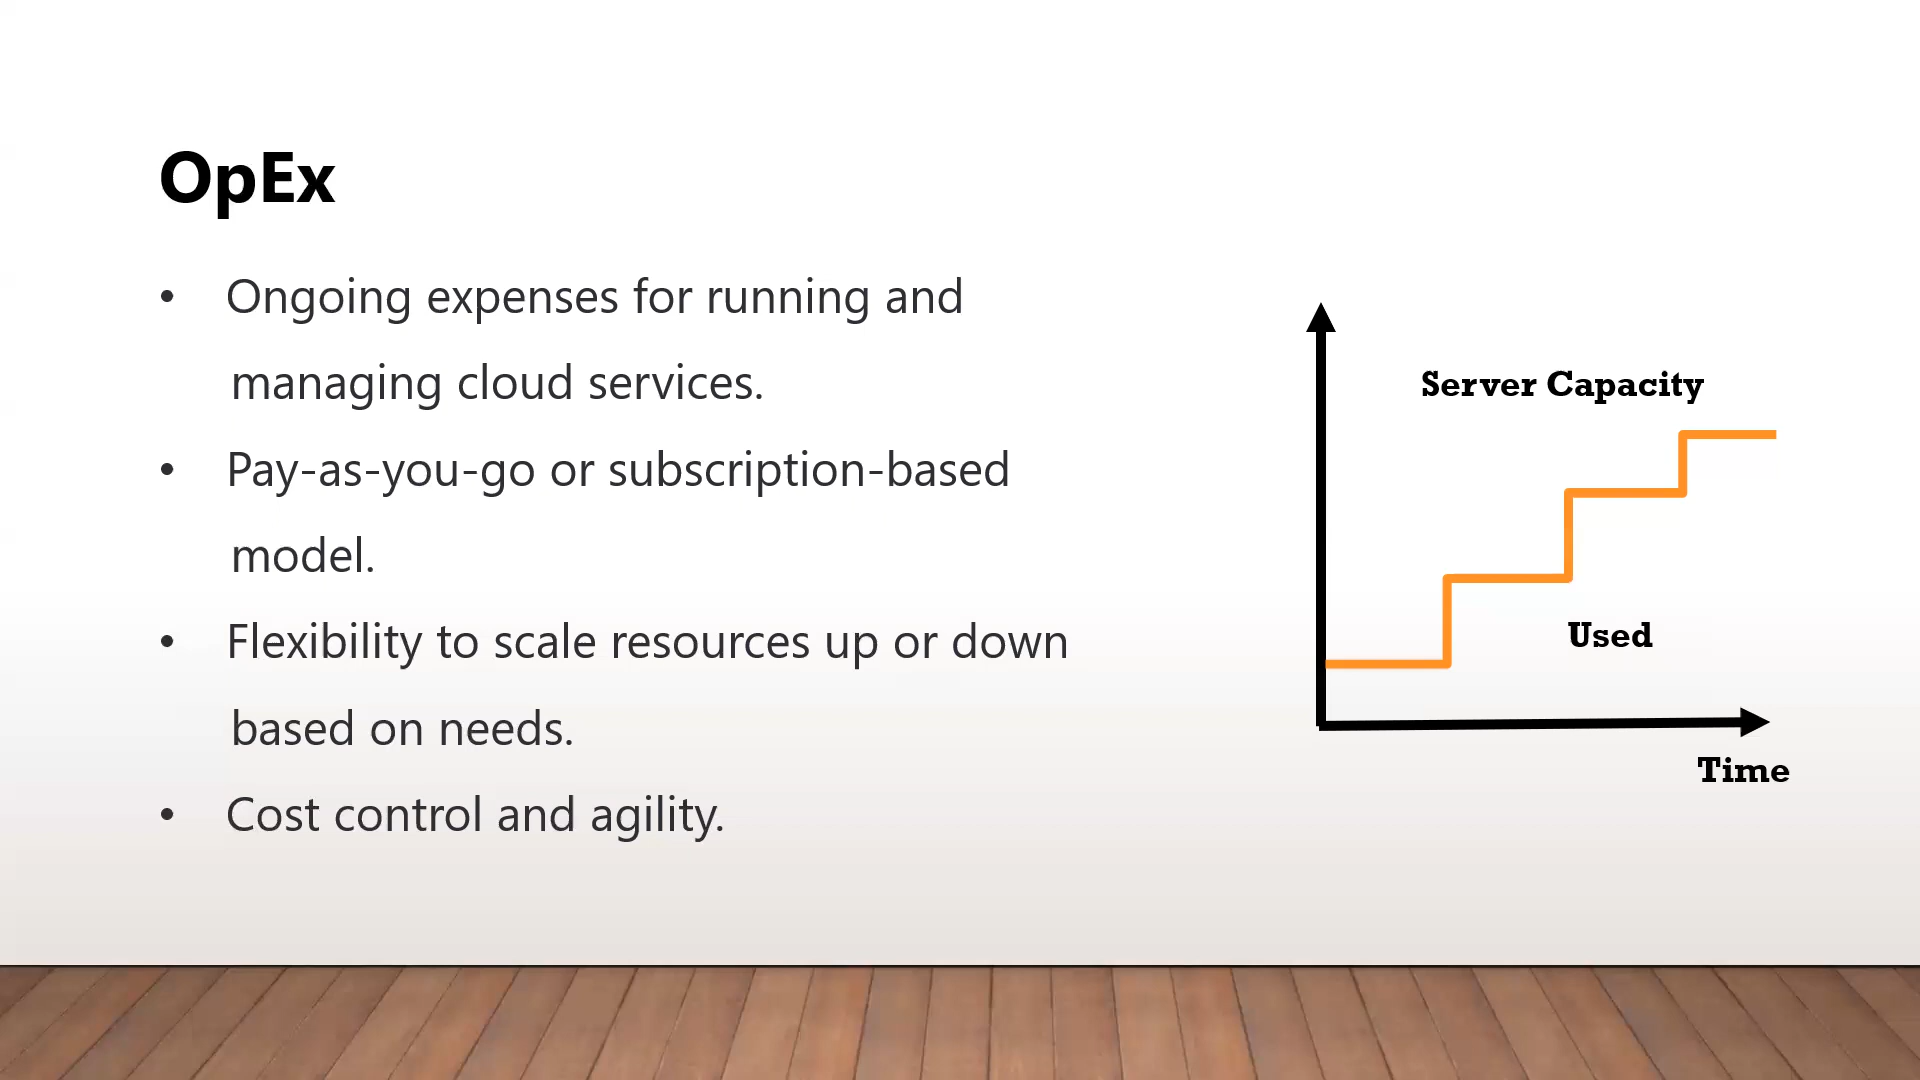 OpEx
• Ongoing expenses for running and
managing cloud services.
• Pay-as-you-go or subscription-based
model.
• Flexibility to scale resources up or down
based on needs.
• Cost control and agility.
Server Capacity
Used
Time